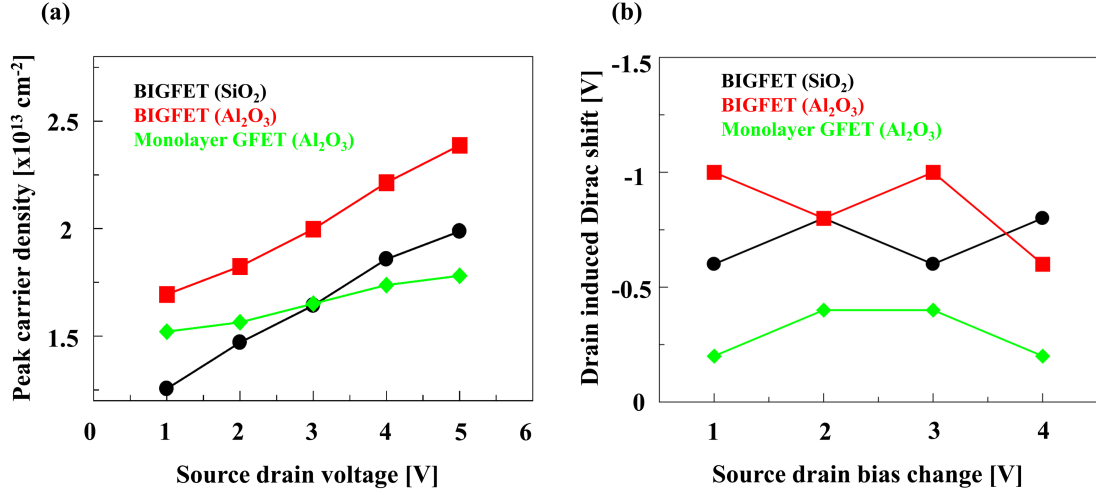 (a)
Peak carrier density [x10¹³ cm⁻²]
2.5
2
1.5
BIGFET (SiO₂)
BIGFET (Al₂O₃)
Monolayer GFET (Al₂O₃)
0 1 2 3 4 5 6
Source drain voltage [V]
(b)
Drain induced Dirac shift [V]
-1.5
-1
-0.5
0
BIGFET (SiO₂)
BIGFET (Al₂O₃)
Monolayer GFET (Al₂O₃)
1 2 3 4
Source drain bias change [V]